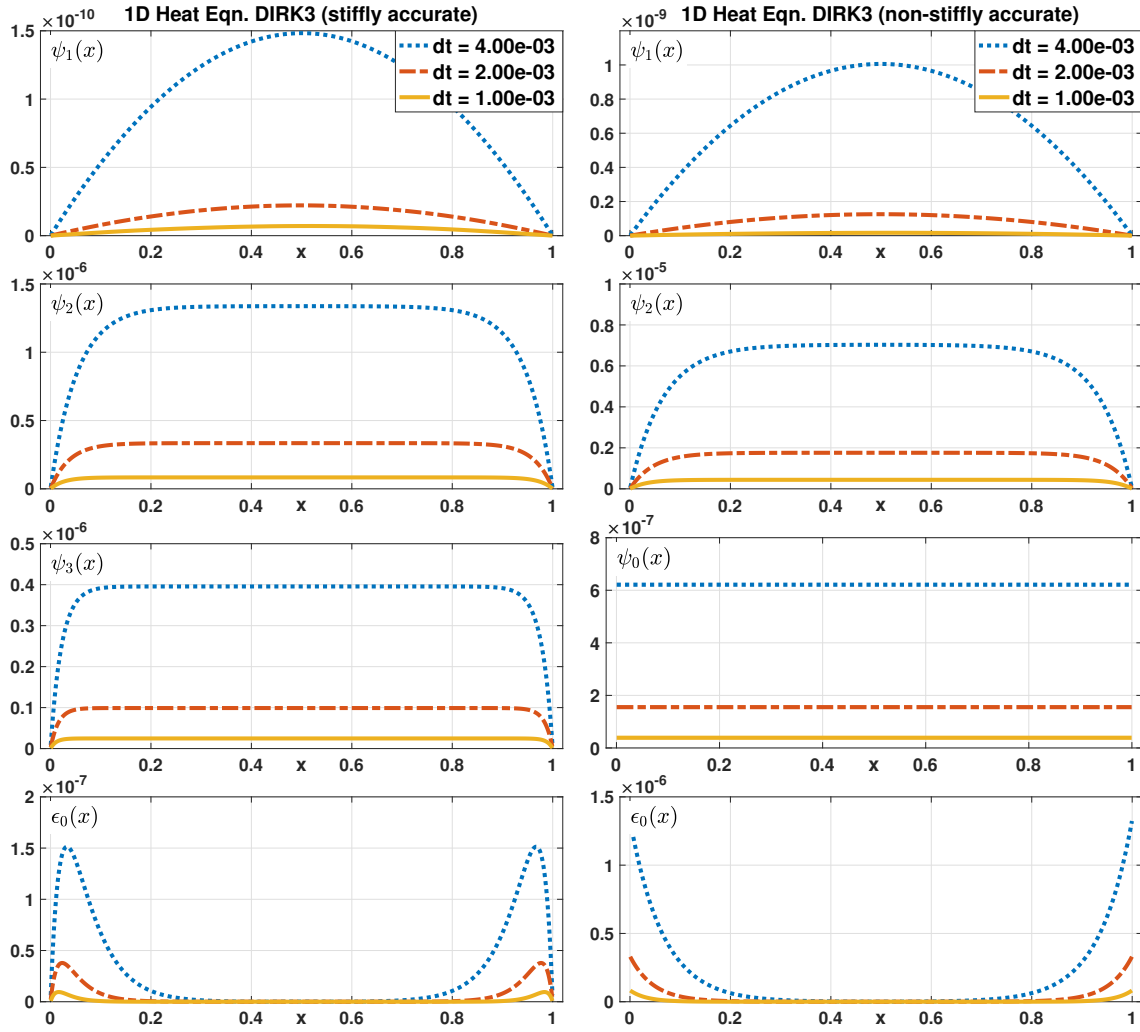 1D Heat Eqn. DIRK3 (stiffly accurate)
×10^-10
ψ_1(x)
dt = 4.00e-03
dt = 2.00e-03
dt = 1.00e-03
1.5
1
0.5
0
0 0.2 0.4 0.6 0.8 1
x
×10^-6
ψ_2(x)
1.5
1
0.5
0
0 0.2 0.4 0.6 0.8 1
x
×10^-6
ψ_3(x)
0.5
0.4
0.3
0.2
0.1
0
0 0.2 0.4 0.6 0.8 1
x
×10^-7
ϵ_0(x)
2
1.5
1
0.5
0
0 0.2 0.4 0.6 0.8 1
x
1D Heat Eqn. DIRK3 (non-stiffly accurate)
×10^-9
ψ_1(x)
dt = 4.00e-03
dt = 2.00e-03
dt = 1.00e-03
1
0.8
0.6
0.4
0.2
0
0 0.2 0.4 0.6 0.8 1
x
×10^-5
ψ_2(x)
1
0.8
0.6
0.4
0.2
0
0 0.2 0.4 0.6 0.8 1
x
×10^-7
ψ_0(x)
8
6
4
2
0
0 0.2 0.4 0.6 0.8 1
x
×10^-6
ϵ_0(x)
1.5
1
0.5
0
0 0.2 0.4 0.6 0.8 1
x